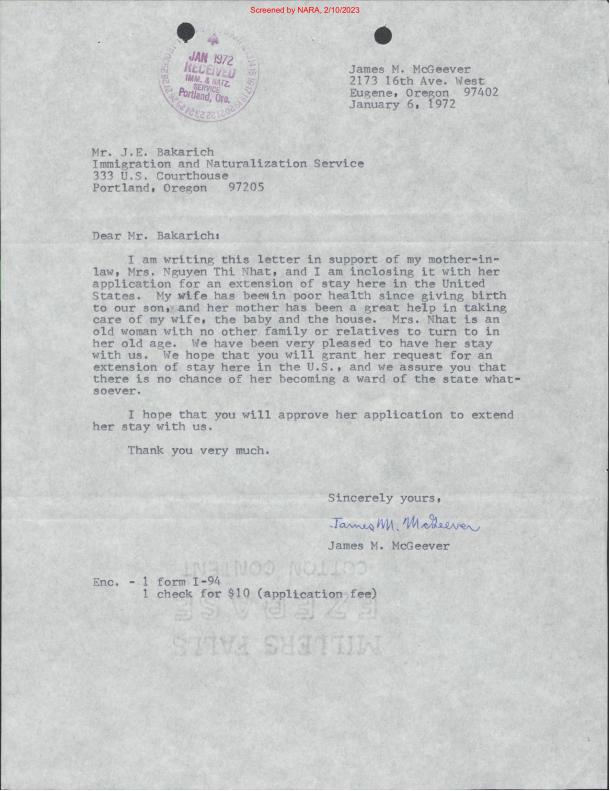 Screened by NARA, 2/10/2023
JAN 1972
RECEIVED
IMM. & NATZ.
SERVICE
Portland, Ore.
James M. McGeever
2173 16th Ave. West
Eugene, Oregon 97402
January 6, 1972
Mr. J.E. Bakarich
Immigration and Naturalization Service
333 U.S. Courthouse
Portland, Oregon 97205
Dear Mr. Bakarich:
I am writing this letter in support of my mother-in-
law, Mrs. Nguyen Thi Nhat, and I am inclosing it with her
application for an extension of stay here in the United
States. My wife has been in poor health since giving birth
to our son, and her mother has been a great help in taking
care of my wife, the baby and the house. Mrs. Nhat is an
old woman with no other family or relatives to turn to in
her old age. We have been very pleased to have her stay
with us. We hope that you will grant her request for an
extension of stay here in the U.S., and we assure you that
there is no chance of her becoming a ward of the state what-
soever.
I hope that you will approve her application to extend
her stay with us.
Thank you very much.
Sincerely yours,
James M. McGeever
James M. McGeever
Enc. - 1 form I-94
1 check for $10 (application fee)
COTTON CONTENT
EZERASE
MILLERS FALLS